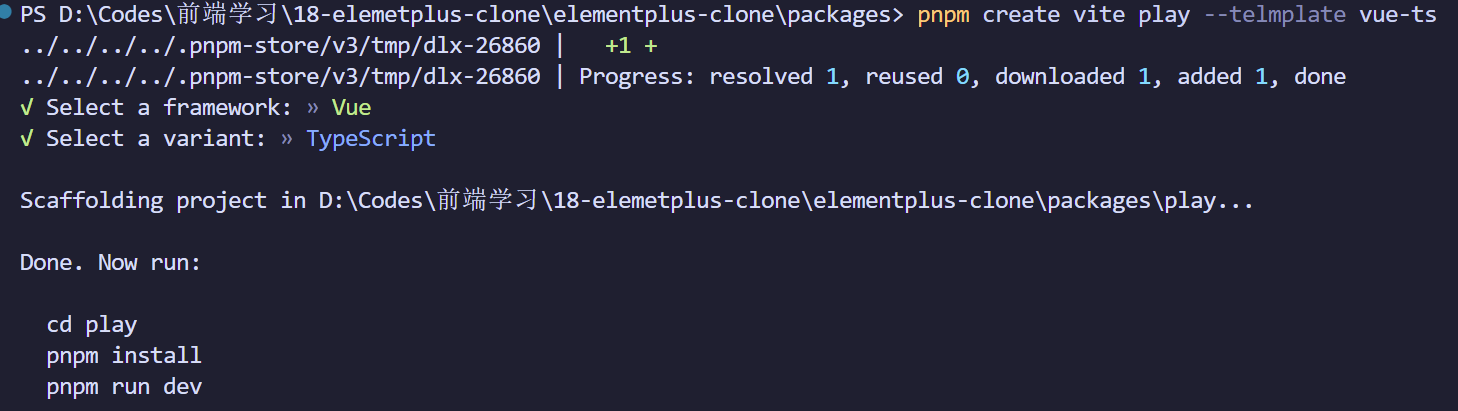 PS D:\Codes\前端学习\18-elemetplus-clone\elementplus-clone\packages> pnpm create vite play --telmplate vue-ts
../../../../.pnpm-store/v3/tmp/dlx-26860 |   +1 +
../../../../.pnpm-store/v3/tmp/dlx-26860 | Progress: resolved 1, reused 0, downloaded 1, added 1, done
√ Select a framework: » Vue
√ Select a variant: » TypeScript
Scaffolding project in D:\Codes\前端学习\18-elemetplus-clone\elementplus-clone\packages\play...
Done. Now run:
cd play
pnpm install
pnpm run dev